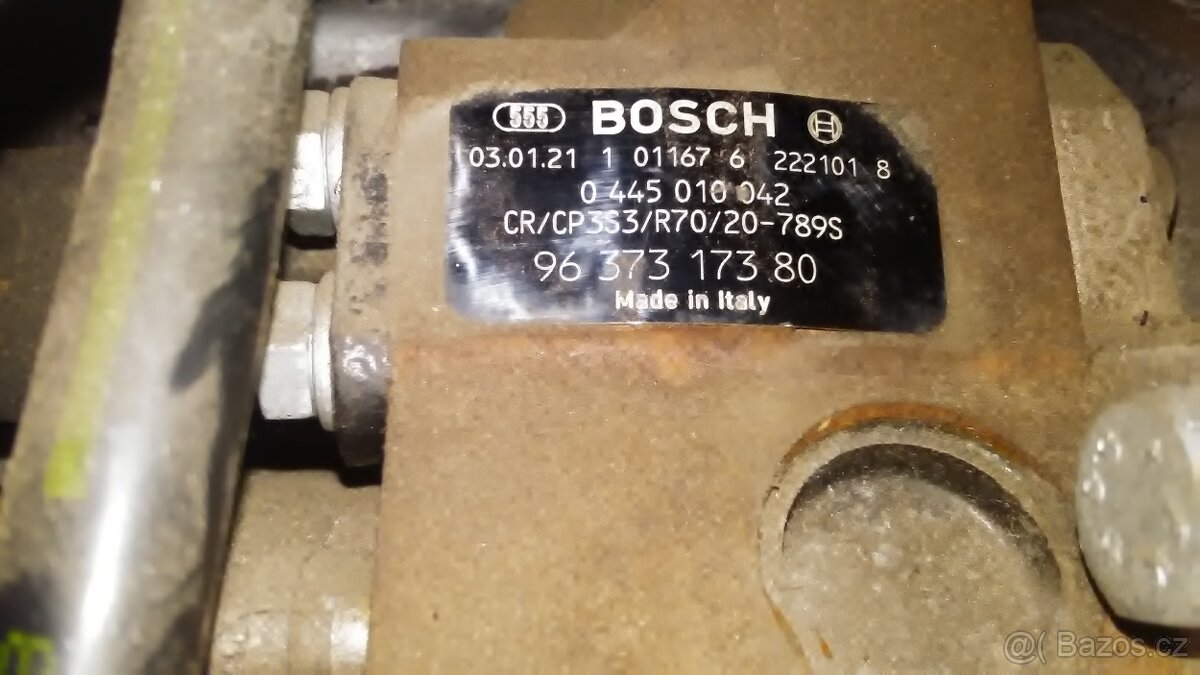 555 BOSCH
03.01.21 1 01167 6 222101 8
0 445 010 042
CR/CP3S3/R70/20-789S
96 373 173 80
Made in Italy
@( Bazos.cz